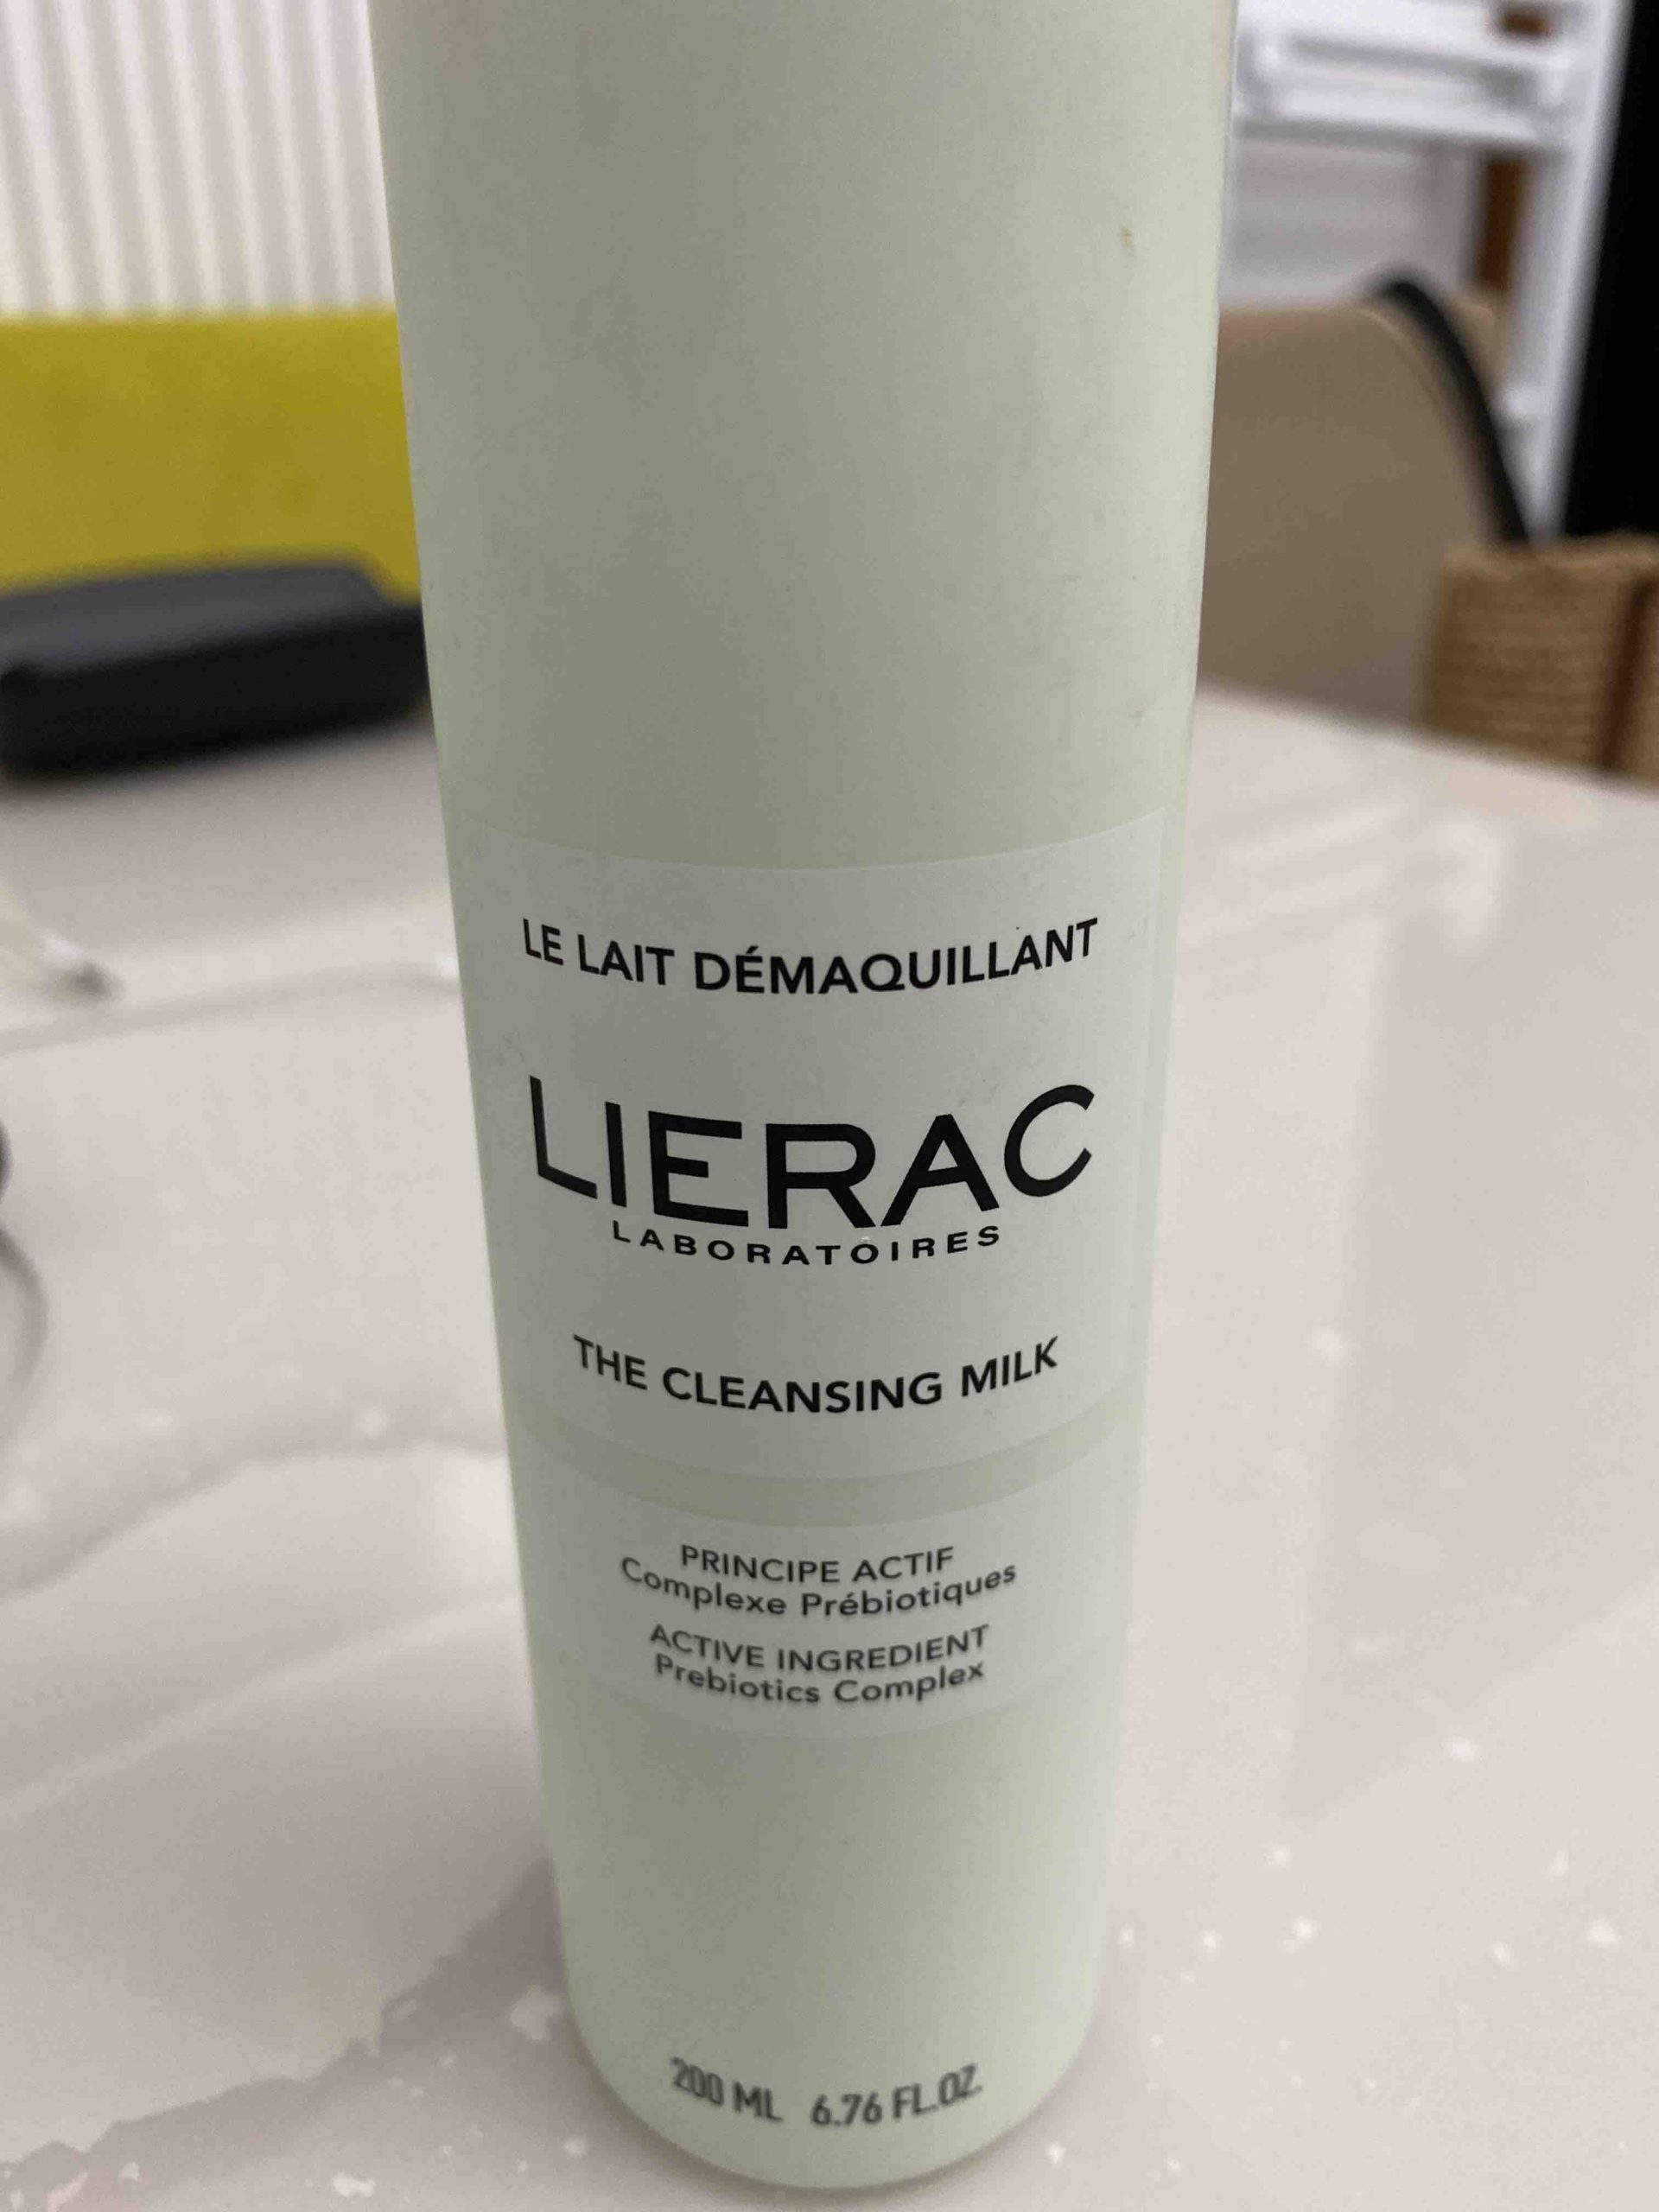 LE LAIT DÉMAQUILLANT
LIERAC
LABORATOIRES
THE CLEANSING MILK
PRINCIPE ACTIF
Complexe Prébiotiques
ACTIVE INGREDIENT
Prebiotics Complex
200 ML 6.76 FL.OZ.